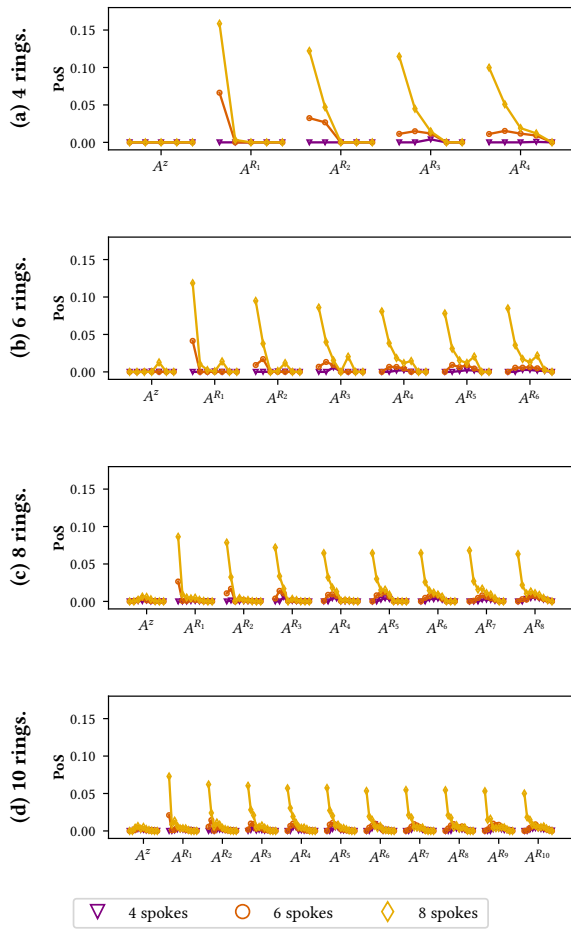 (a) 4 rings.
PoS
0.15
0.10
0.05
0.00
A^z A^{R_1} A^{R_2} A^{R_3} A^{R_4}
(b) 6 rings.
PoS
0.15
0.10
0.05
0.00
A^z A^{R_1} A^{R_2} A^{R_3} A^{R_4} A^{R_5} A^{R_6}
(c) 8 rings.
PoS
0.15
0.10
0.05
0.00
A^z A^{R_1} A^{R_2} A^{R_3} A^{R_4} A^{R_5} A^{R_6} A^{R_7} A^{R_8}
(d) 10 rings.
PoS
0.15
0.10
0.05
0.00
A^z A^{R_1} A^{R_2} A^{R_3} A^{R_4} A^{R_5} A^{R_6} A^{R_7} A^{R_8} A^{R_9} A^{R_{10}}
4 spokes 6 spokes 8 spokes